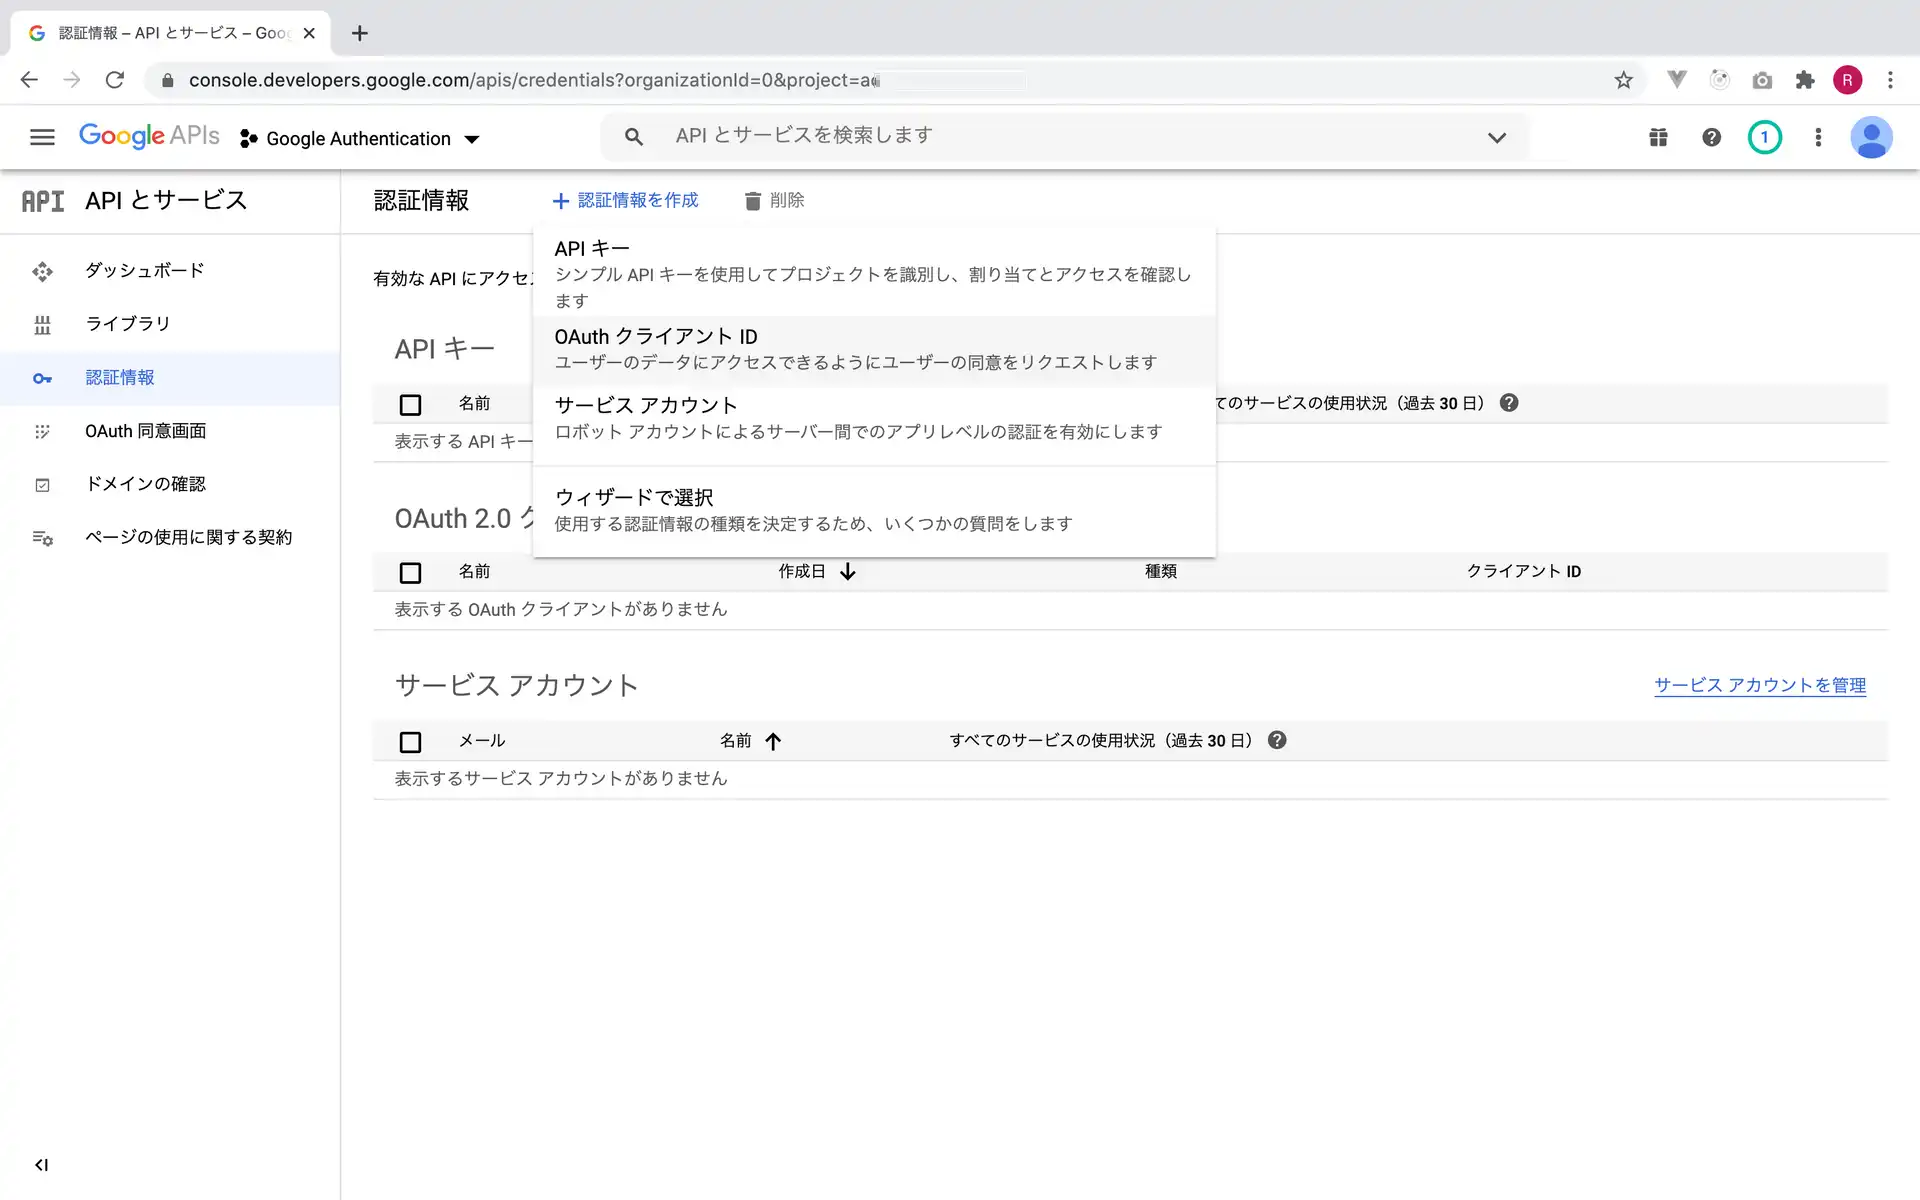 認証情報 – API とサービス – Goo
console.developers.google.com/apis/credentials?organizationId=0&project=a
R
Google APIs
Google Authentication
API とサービスを検索します
1
API API とサービス
認証情報
認証情報を作成
削除
ダッシュボード
ライブラリ
認証情報
OAuth 同意画面
ドメインの確認
ページの使用に関する契約
有効な API にアクセ
API キー
シンプル API キーを使用してプロジェクトを識別し、割り当てとアクセスを確認し
ます
OAuth クライアント ID
ユーザーのデータにアクセスできるようにユーザーの同意をリクエストします
サービス アカウント
ロボット アカウントによるサーバー間でのアプリレベルの認証を有効にします
ウィザードで選択
使用する認証情報の種類を決定するため、いくつかの質問をします
API キー
名前 てのサービスの使用状況（過去 30 日）
表示する API キー
OAuth 2.0 ク
名前 作成日 種類 クライアント ID
表示する OAuth クライアントがありません
サービス アカウント
サービス アカウントを管理
メール 名前 すべてのサービスの使用状況（過去 30 日）
表示するサービス アカウントがありません